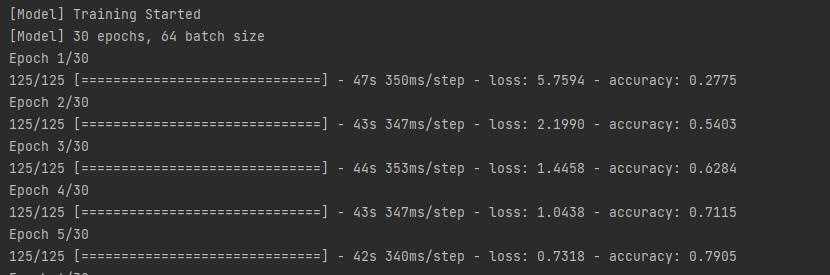 [Model] Training Started
[Model] 30 epochs, 64 batch size
Epoch 1/30
125/125 [==============================] - 47s 350ms/step - loss: 5.7594 - accuracy: 0.2775
Epoch 2/30
125/125 [==============================] - 43s 347ms/step - loss: 2.1990 - accuracy: 0.5403
Epoch 3/30
125/125 [==============================] - 44s 353ms/step - loss: 1.4458 - accuracy: 0.6284
Epoch 4/30
125/125 [==============================] - 43s 347ms/step - loss: 1.0438 - accuracy: 0.7115
Epoch 5/30
125/125 [==============================] - 42s 340ms/step - loss: 0.7318 - accuracy: 0.7905